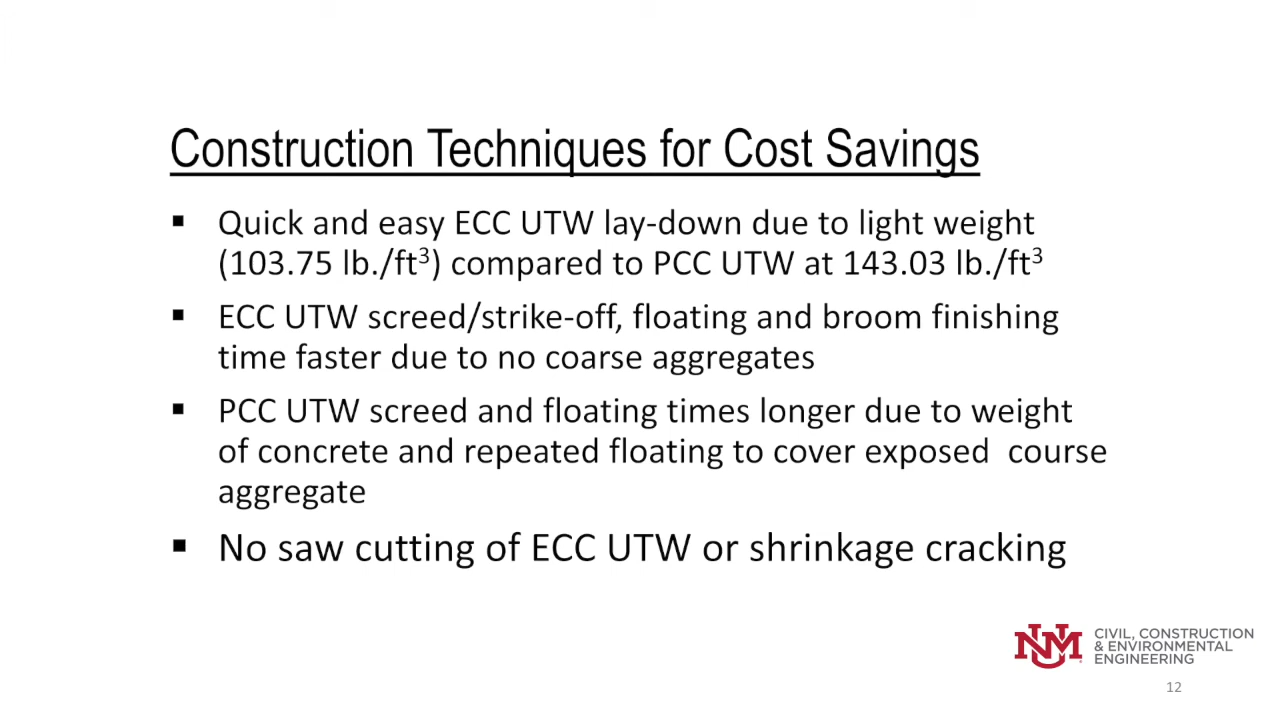 Construction Techniques for Cost Savings
▪ Quick and easy ECC UTW lay-down due to light weight
(103.75 lb./ft³) compared to PCC UTW at 143.03 lb./ft³
▪ ECC UTW screed/strike-off, floating and broom finishing
time faster due to no coarse aggregates
▪ PCC UTW screed and floating times longer due to weight
of concrete and repeated floating to cover exposed  course
aggregate
▪ No saw cutting of ECC UTW or shrinkage cracking
UNM
CIVIL, CONSTRUCTION
& ENVIRONMENTAL
ENGINEERING
12